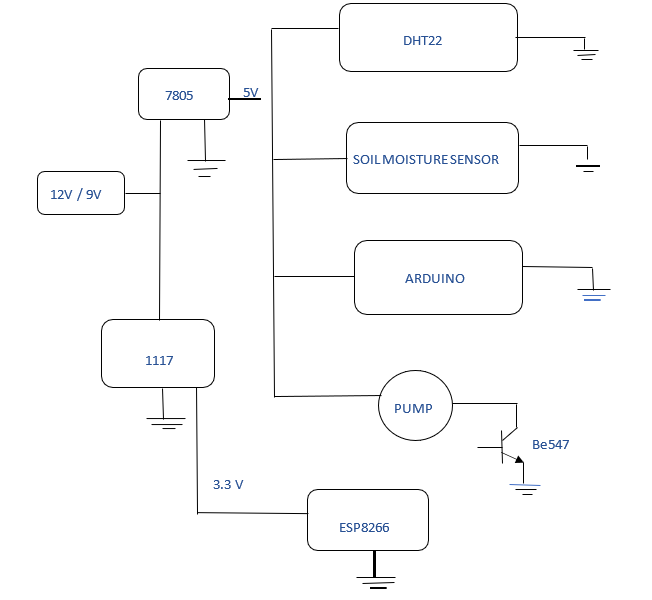 DHT22
7805
5V
SOIL MOISTURE SENSOR
12V / 9V
ARDUINO
1117
PUMP
Be547
3.3 V
ESP8266